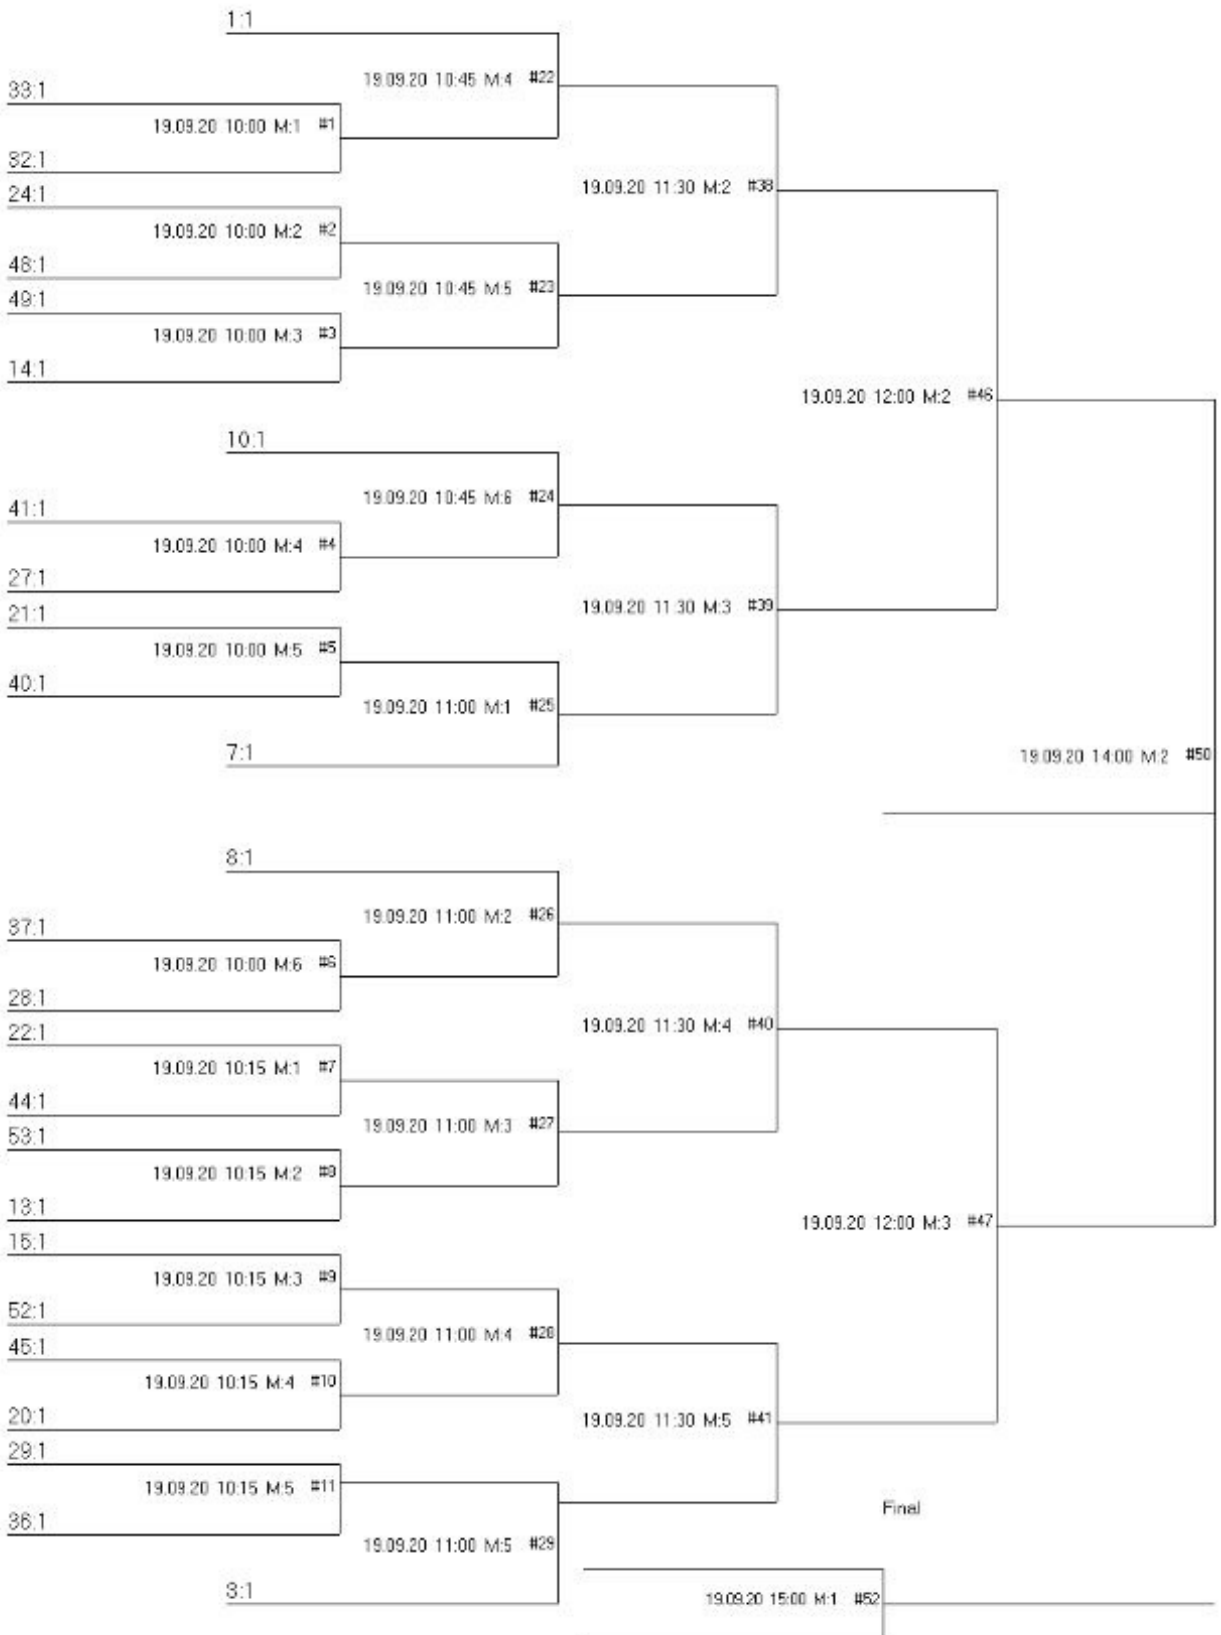 1:1
19.09.20 10:45 M:4 #22
33:1
19.09.20 10:00 M:1 #1
32:1
24:1
19.09.20 11:30 M:2 #38
19.09.20 10:00 M:2 #2
48:1
19.09.20 10:45 M:5 #23
49:1
19.09.20 10:00 M:3 #3
14:1
19.09.20 12:00 M:2 #46
10:1
19.09.20 10:45 M:6 #24
41:1
19.09.20 10:00 M:4 #4
27:1
21:1
19.09.20 11:30 M:3 #39
19.09.20 10:00 M:5 #5
40:1
19.09.20 11:00 M:1 #25
7:1
19.09.20 14:00 M:2 #50
8:1
19.09.20 11:00 M:2 #26
37:1
19.09.20 10:00 M:6 #6
28:1
19.09.20 11:30 M:4 #40
22:1
19.09.20 10:15 M:1 #7
44:1
19.09.20 11:00 M:3 #27
53:1
19.09.20 10:15 M:2 #8
13:1
19.09.20 12:00 M:3 #47
15:1
19.09.20 10:15 M:3 #9
52:1
19.09.20 11:00 M:4 #28
45:1
19.09.20 10:15 M:4 #10
20:1
19.09.20 11:30 M:5 #41
29:1
19.09.20 10:15 M:5 #11
36:1
Final
19.09.20 11:00 M:5 #29
3:1
19.09.20 15:00 M:1 #52